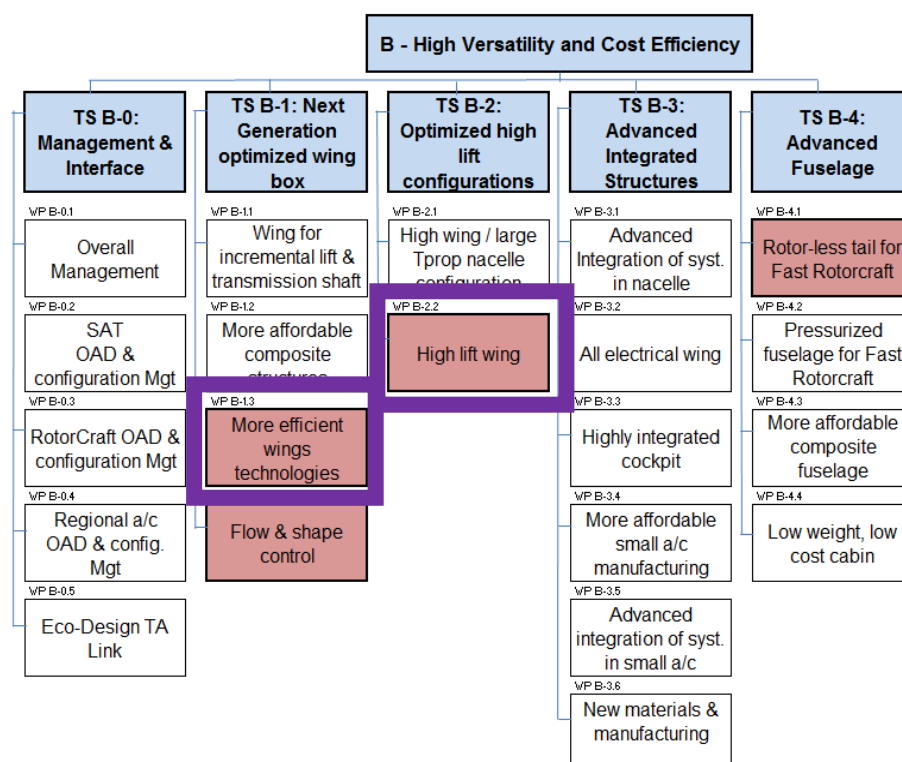 B - High Versatility and Cost Efficiency
TS B-0:
Management &
Interface
WP B-0.1
Overall
Management
WP B-0.2
SAT
OAD &
configuration Mgt
WP B-0.3
RotorCraft OAD &
configuration Mgt
WP B-0.4
Regional a/c
OAD & config.
Mgt
WP B-0.5
Eco-Design TA
Link
TS B-1: Next
Generation
optimized wing
box
WP B-1.1
Wing for
incremental lift &
transmission shaft
WP B-1.2
More affordable
composite
structures
WP B-1.3
More efficient
wings
technologies
Flow & shape
control
TS B-2:
Optimized high
lift
configurations
WP B-2.1
High wing / large
Tprop nacelle
configuration
WP B-2.2
High lift wing
TS B-3:
Advanced
Integrated
Structures
WP B-3.1
Advanced
Integration of syst.
in nacelle
WP B-3.2
All electrical wing
WP B-3.3
Highly integrated
cockpit
WP B-3.4
More affordable
small a/c
manufacturing
WP B-3.5
Advanced
integration of syst.
in small a/c
WP B-3.6
New materials &
manufacturing
TS B-4:
Advanced
Fuselage
WP B-4.1
Rotor-less tail for
Fast Rotorcraft
WP B-4.2
Pressurized
fuselage for Fast
Rotorcraft
WP B-4.3
More affordable
composite
fuselage
WP B-4.4
Low weight, low
cost cabin